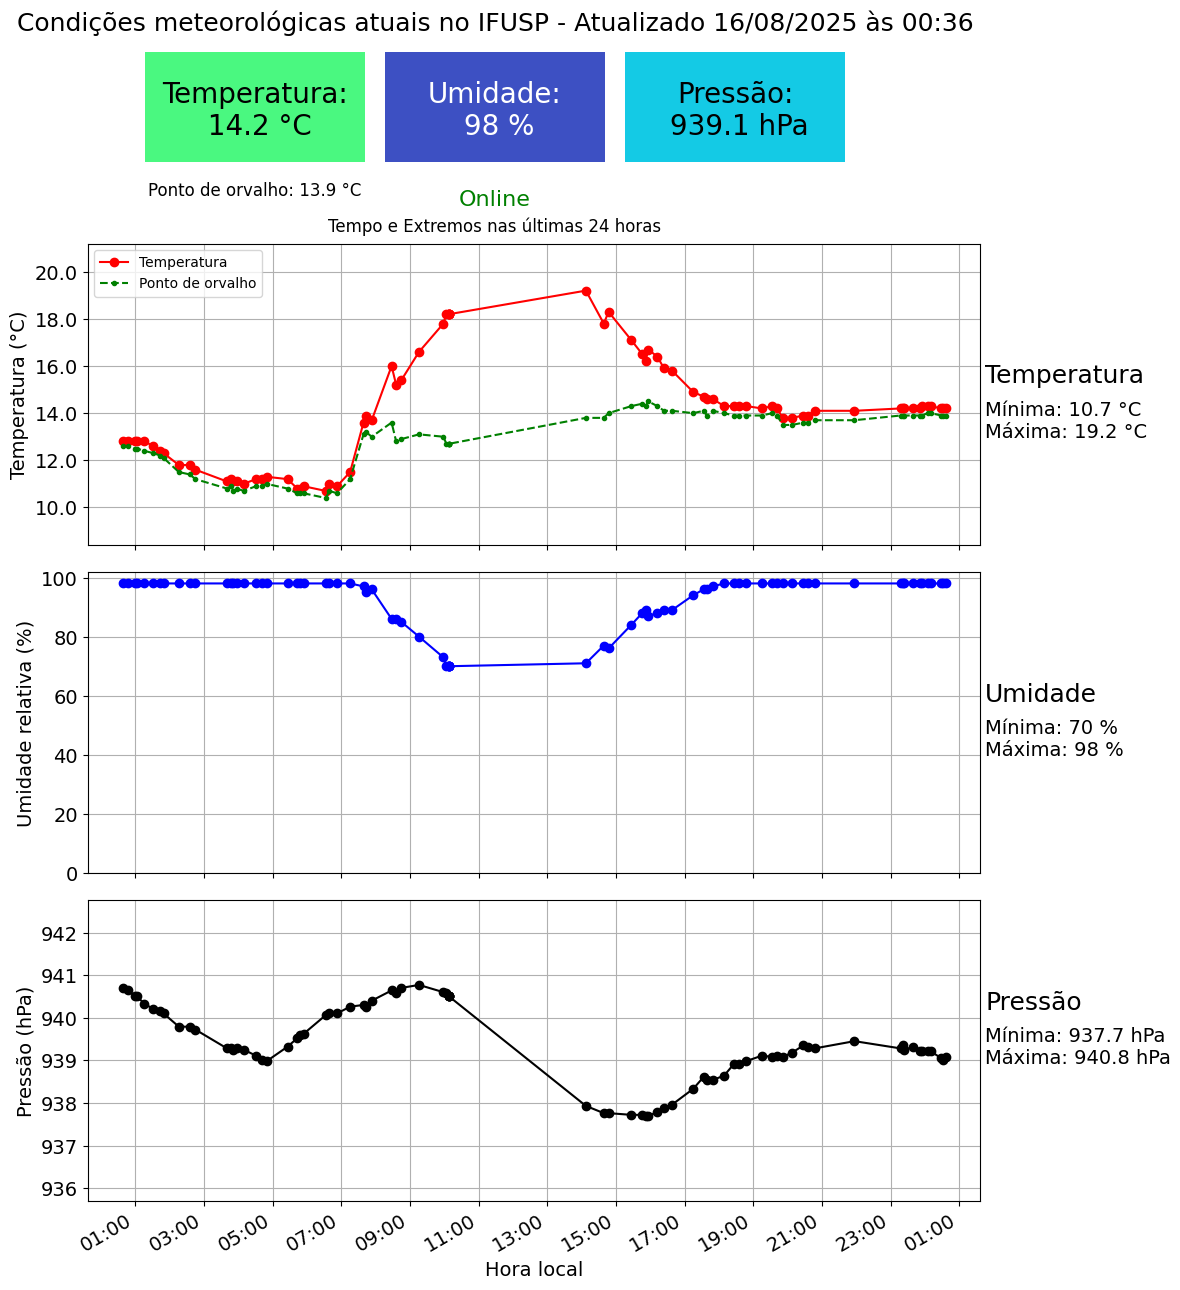 Condições meteorológicas atuais no IFUSP - Atualizado 16/08/2025 às 00:36
Temperatura:
14.2 °C
Umidade:
98 %
Pressão:
939.1 hPa
Ponto de orvalho: 13.9 °C
Online
Tempo e Extremos nas últimas 24 horas
Temperatura
Ponto de orvalho
Temperatura (°C)
20.0
18.0
16.0
14.0
12.0
10.0
Temperatura
Mínima: 10.7 °C
Máxima: 19.2 °C
Umidade relativa (%)
100
80
60
40
20
0
Umidade
Mínima: 70 %
Máxima: 98 %
Pressão (hPa)
942
941
940
939
938
937
936
Pressão
Mínima: 937.7 hPa
Máxima: 940.8 hPa
01:00
03:00
05:00
07:00
09:00
11:00
13:00
15:00
17:00
19:00
21:00
23:00
01:00
Hora local